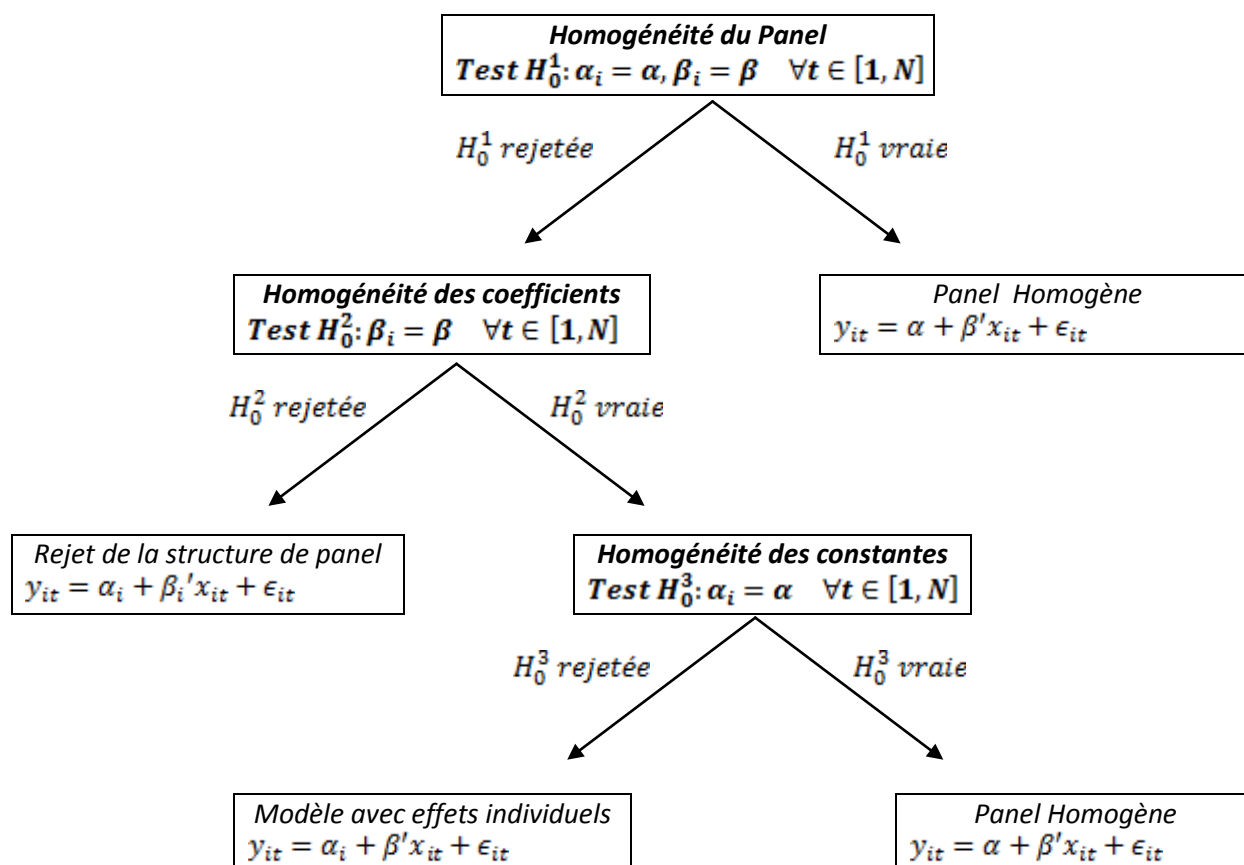 Homogénéité du Panel
Test H₀¹: αᵢ = α, βᵢ = β ∀t ∈ [1, N]
H₀¹ rejetée
H₀¹ vraie
Homogénéité des coefficients
Test H₀²: βᵢ = β ∀t ∈ [1, N]
Panel Homogène
yᵢₜ = α + β'xᵢₜ + ϵᵢₜ
H₀² rejetée
H₀² vraie
Rejet de la structure de panel
yᵢₜ = αᵢ + βᵢ'xᵢₜ + ϵᵢₜ
Homogénéité des constantes
Test H₀³: αᵢ = α ∀t ∈ [1, N]
H₀³ rejetée
H₀³ vraie
Modèle avec effets individuels
yᵢₜ = αᵢ + β'xᵢₜ + ϵᵢₜ
Panel Homogène
yᵢₜ = α + β'xᵢₜ + ϵᵢₜ